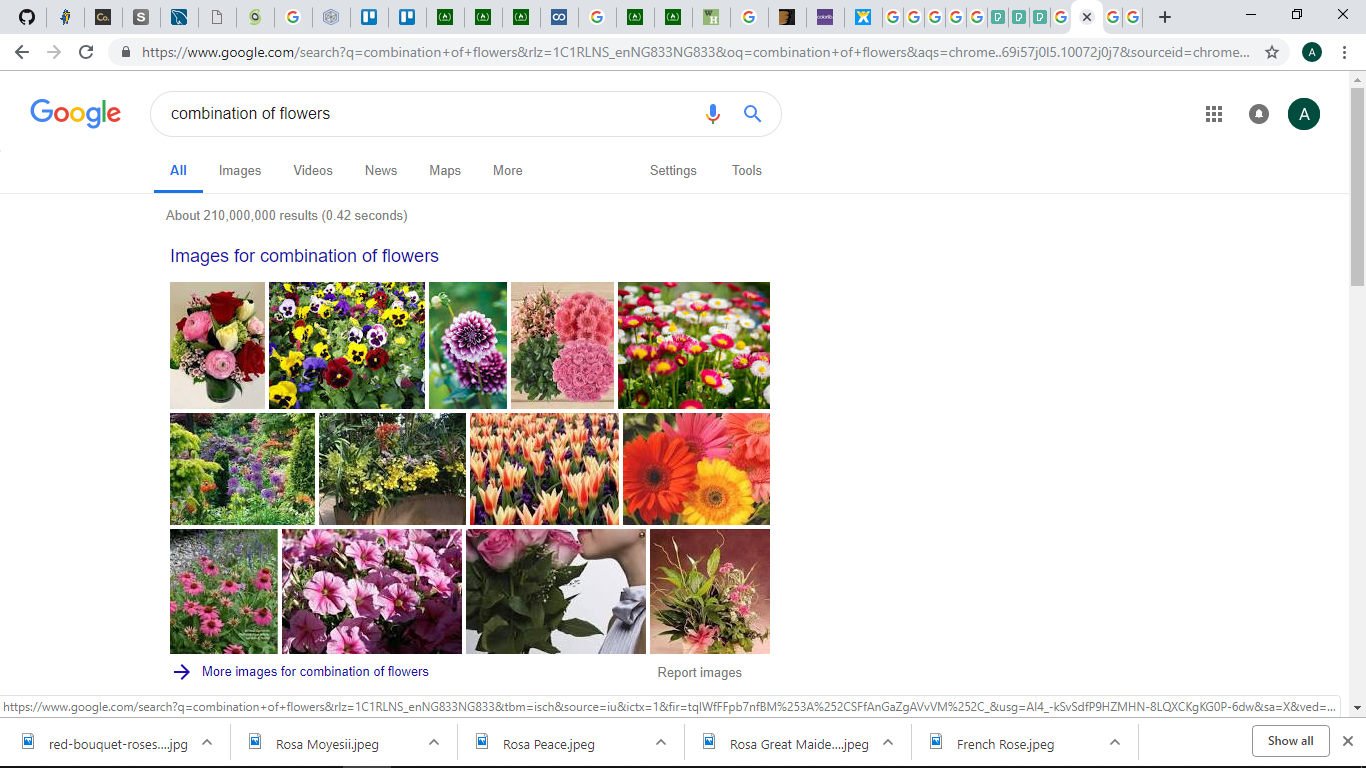 Co.
S
WH
colorlib
https://www.google.com/search?q=combination+of+flowers&rlz=1C1RLNS_enNG833NG833&oq=combination+of+flowers&aqs=chrome..69i57j0l5.10072j0j7&sourceid=chrome...
A
Google
combination of flowers
A
All Images Videos News Maps More Settings Tools
About 210,000,000 results (0.42 seconds)
Images for combination of flowers
More images for combination of flowers
Report images
https://www.google.com/search?q=combination+of+flowers&rlz=1C1RLNS_enNG833NG833&tbm=isch&source=iu&ictx=1&fir=tqIWfFFpb7nfBM%253A%252CSFfAnGaZgAVvVM%252C_&usg=AI4_-kSvSdfP9HZMHN-8LQXCKgKG0P-6dw&sa=X&ved=...
red-bouquet-roses....jpg Rosa Moyesii.jpeg Rosa Peace.jpeg Rosa Great Maide....jpeg French Rose.jpeg Show all